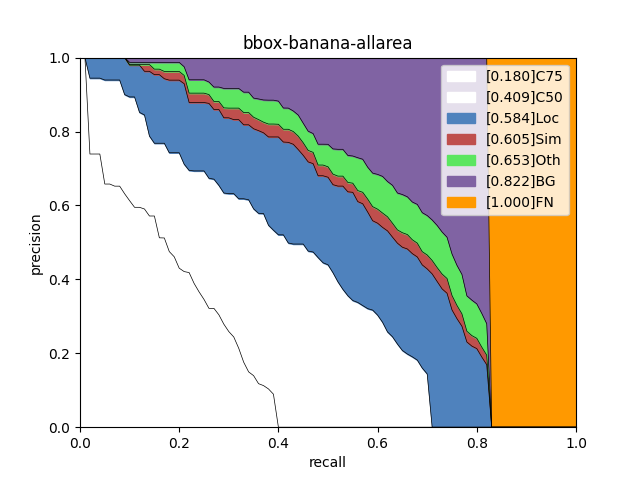 bbox-banana-allarea
1.0
0.8
0.6
0.4
0.2
0.0
precision
[0.180]C75
[0.409]C50
[0.584]Loc
[0.605]Sim
[0.653]Oth
[0.822]BG
[1.000]FN
0.0 0.2 0.4 0.6 0.8 1.0
recall